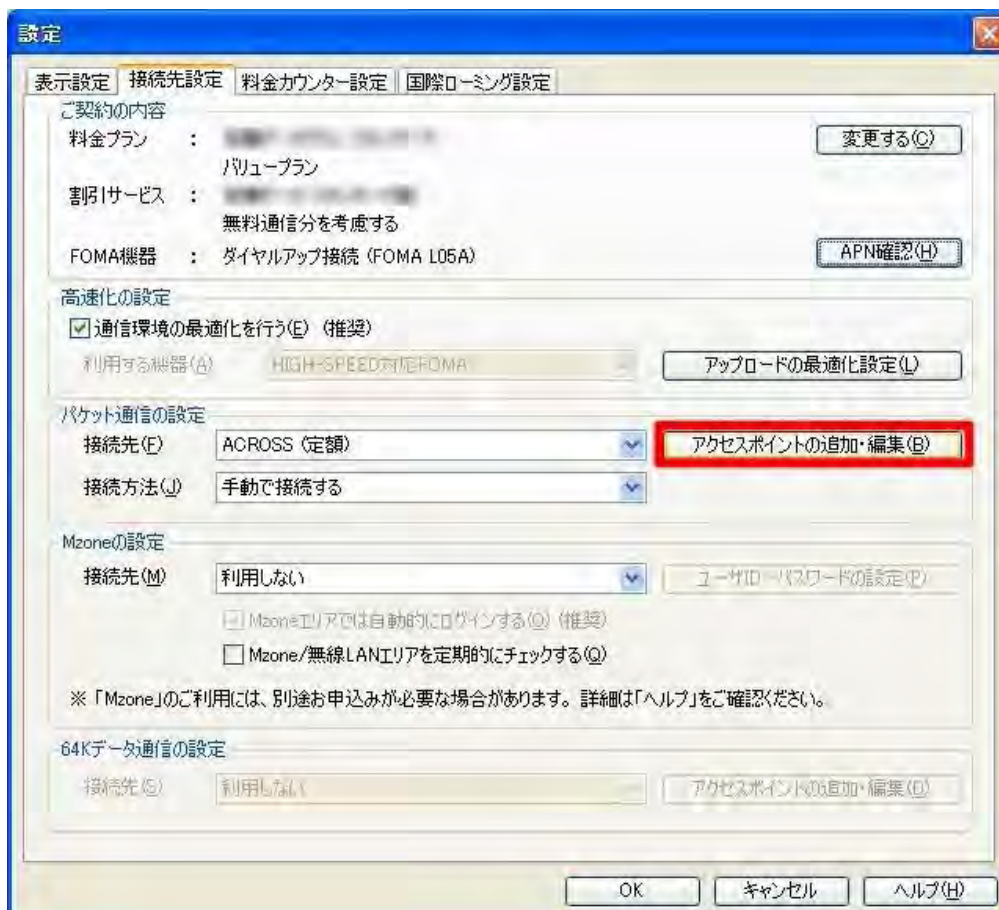 設定
表示設定 接続先設定 料金カウンター設定 国際ローミング設定
ご契約の内容
料金プラン : 変更する(C)
バリュープラン
割引サービス :
無料通信分を考慮する
FOMA機器 : ダイヤルアップ接続 (FOMA L05A) APN確認(H)
高速化の設定
通信環境の最適化を行う(E) (推奨)
利用する機器(A) HIGH-SPEED対応FOMA アップロードの最適化設定(L)
パケット通信の設定
接続先(F) ACROSS (定額) アクセスポイントの追加・編集(B)
接続方法(J) 手動で接続する
Mzoneの設定
接続先(M) 利用しない ユーザID・パスワードの設定(P)
Mzoneエリアでは自動的にログインする(O) (推奨)
Mzone/無線LANエリアを定期的にチェックする(Q)
※「Mzone」のご利用には、別途お申込みが必要な場合があります。詳細は「ヘルプ」をご確認ください。
64Kデータ通信の設定
接続先(S) 利用しない アクセスポイントの追加・編集(D)
OK キャンセル ヘルプ(H)